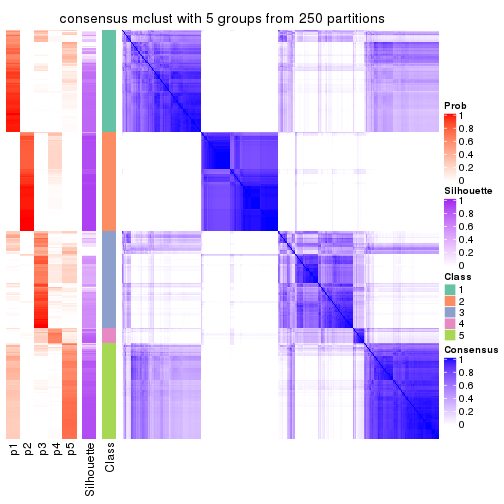 consensus mclust with 5 groups from 250 partitions
Prob
1
0.8
0.6
0.4
0.2
0
Silhouette
1
0.8
0.6
0.4
0.2
0
Class
1
2
3
4
5
Consensus
1
0.8
0.6
0.4
0.2
0
p1
p2
p3
p4
p5
Silhouette
Class